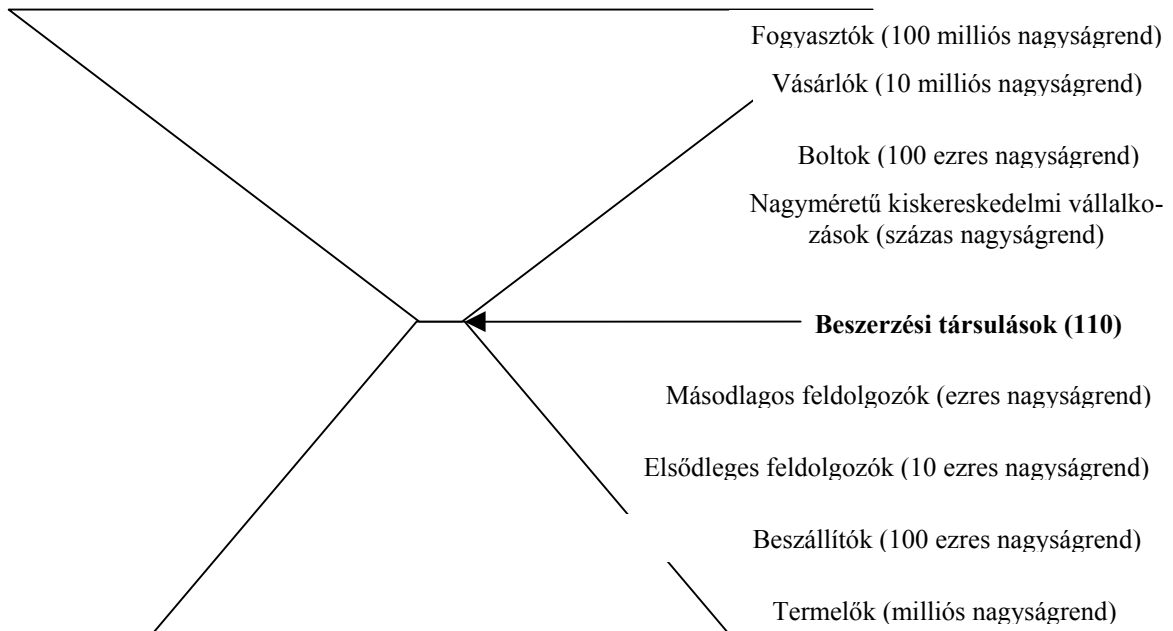 Fogyasztók (100 milliós nagyságrend)
Vásárlók (10 milliós nagyságrend)
Boltok (100 ezres nagyságrend)
Nagyméretű kiskereskedelmi vállalko-
zások (százas nagyságrend)
Beszerzési társulások (110)
Másodlagos feldolgozók (ezres nagyságrend)
Elsődleges feldolgozók (10 ezres nagyságrend)
Beszállítók (100 ezres nagyságrend)
Termelők (milliós nagyságrend)